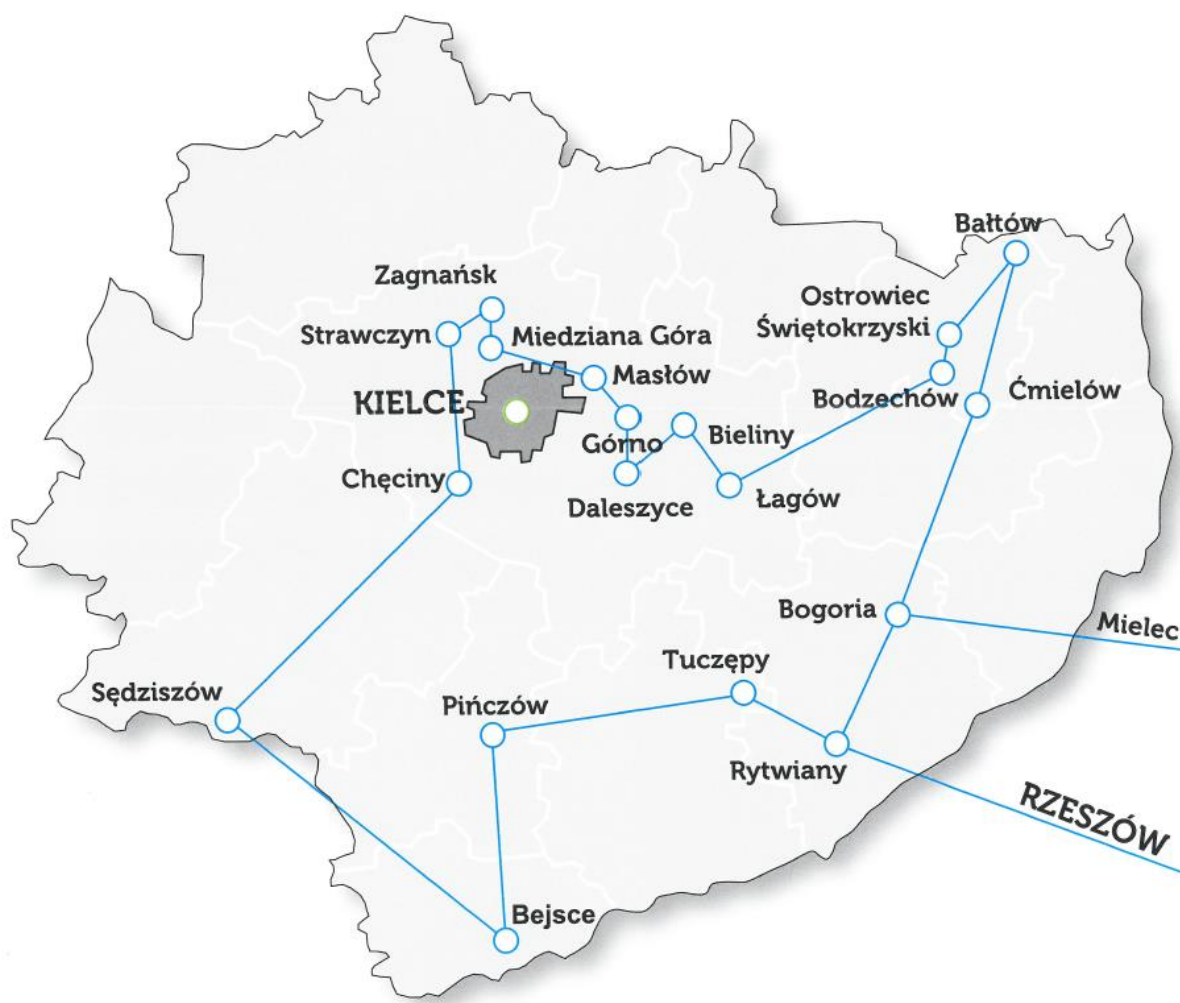 Bałtów
Zagnańsk
Ostrowiec
Świętokrzyski
Strawczyn
Miedziana Góra
Masłów
KIELCE
Bodzechów
Ćmielów
Górno
Bieliny
Chęciny
Daleszyce
Łagów
Bogoria
Mielec
Tuczępy
Sędziszów
Pińczów
Rytwiany
RZESZÓW
Bejsce